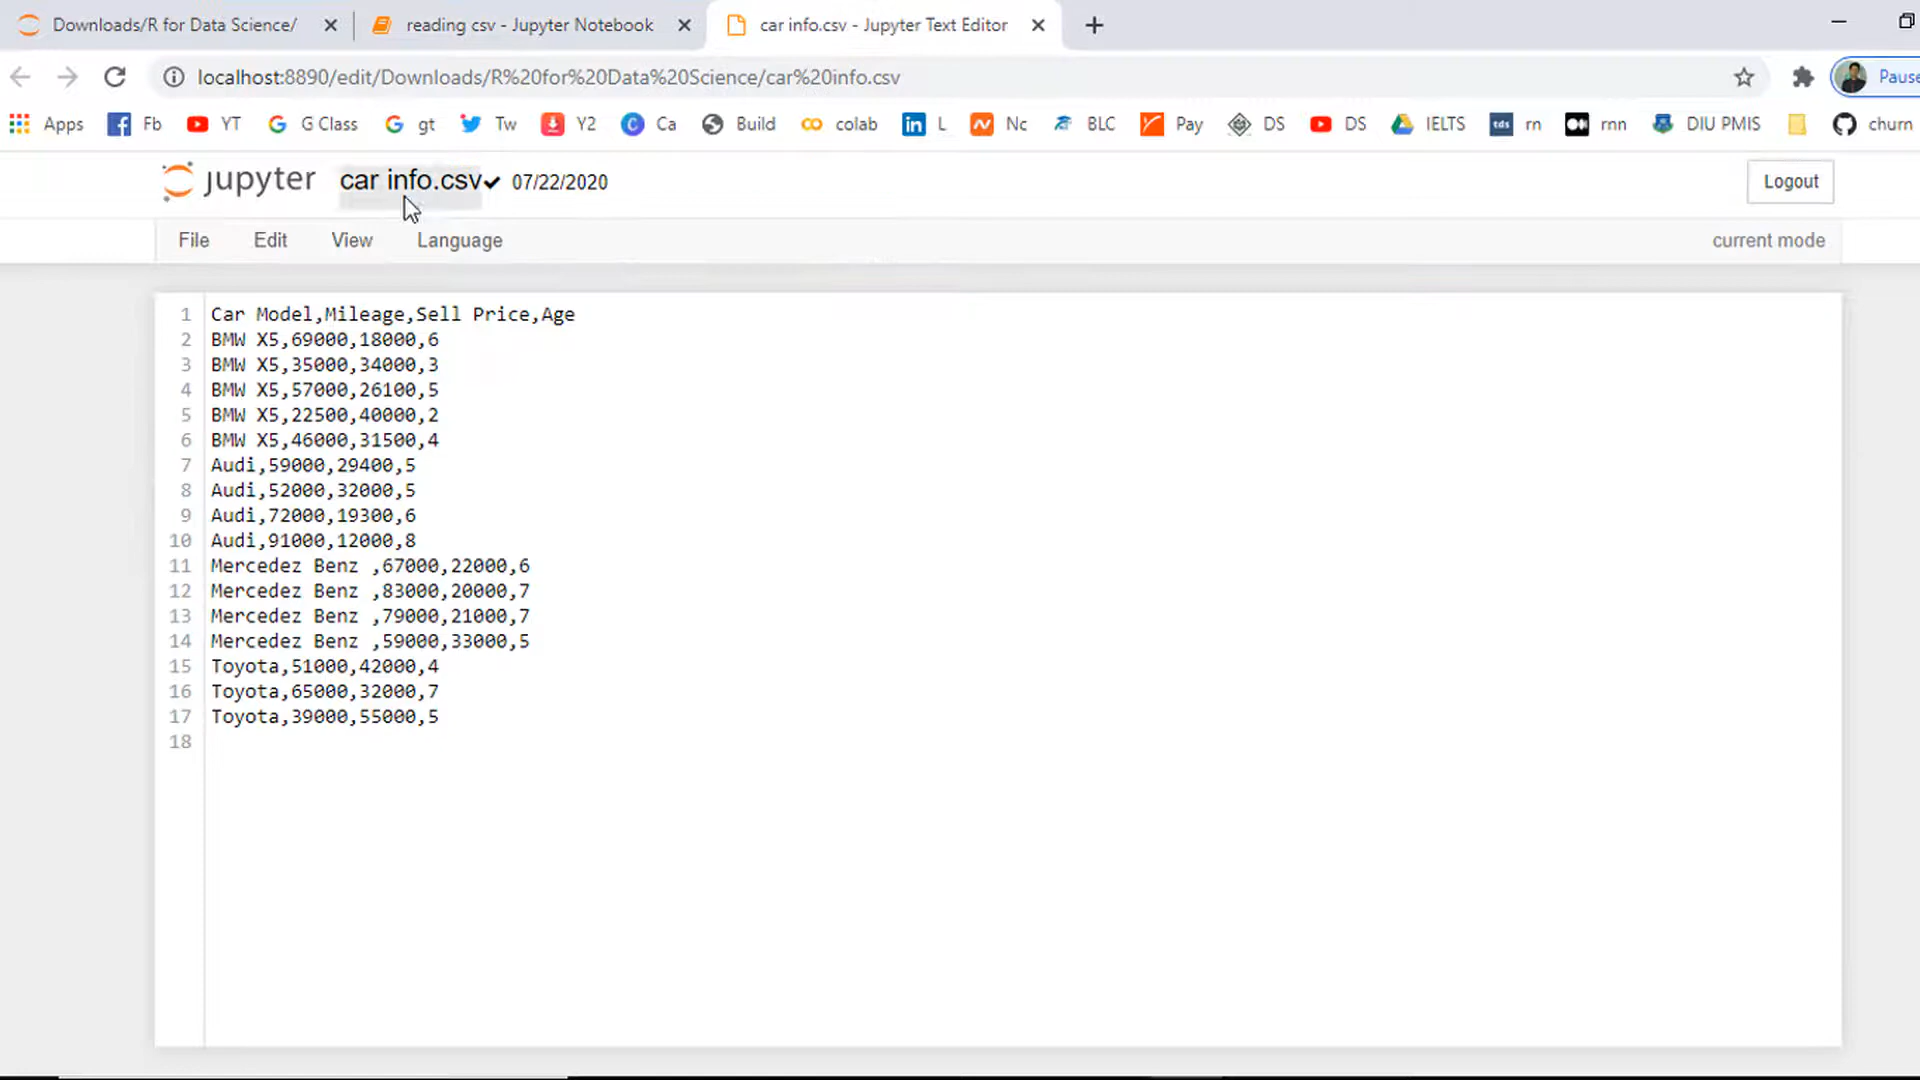 Downloads/R for Data Science/ reading csv - Jupyter Notebook car info.csv - Jupyter Text Editor
localhost:8890/edit/Downloads/R%20for%20Data%20Science/car%20info.csv Pause
Apps Fb YT G Class gt Tw Y2 Ca Build colab L Nc BLC Pay DS DS IELTS rn rnn DIU PMIS churn
jupyter car info.csv 07/22/2020 Logout
File Edit View Language current mode
1 Car Model,Mileage,Sell Price,Age
2 BMW X5,69000,18000,6
3 BMW X5,35000,34000,3
4 BMW X5,57000,26100,5
5 BMW X5,22500,40000,2
6 BMW X5,46000,31500,4
7 Audi,59000,29400,5
8 Audi,52000,32000,5
9 Audi,72000,19300,6
10 Audi,91000,12000,8
11 Mercedez Benz ,67000,22000,6
12 Mercedez Benz ,83000,20000,7
13 Mercedez Benz ,79000,21000,7
14 Mercedez Benz ,59000,33000,5
15 Toyota,51000,42000,4
16 Toyota,65000,32000,7
17 Toyota,39000,55000,5
18